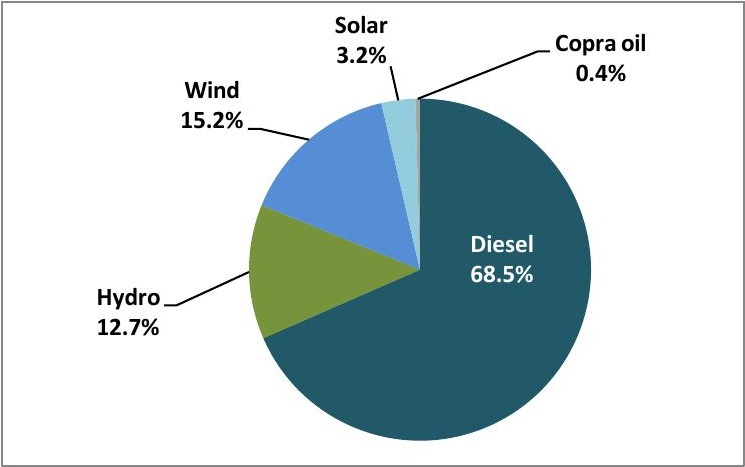 Solar
3.2%
Copra oil
0.4%
Wind
15.2%
Diesel
68.5%
Hydro
12.7%